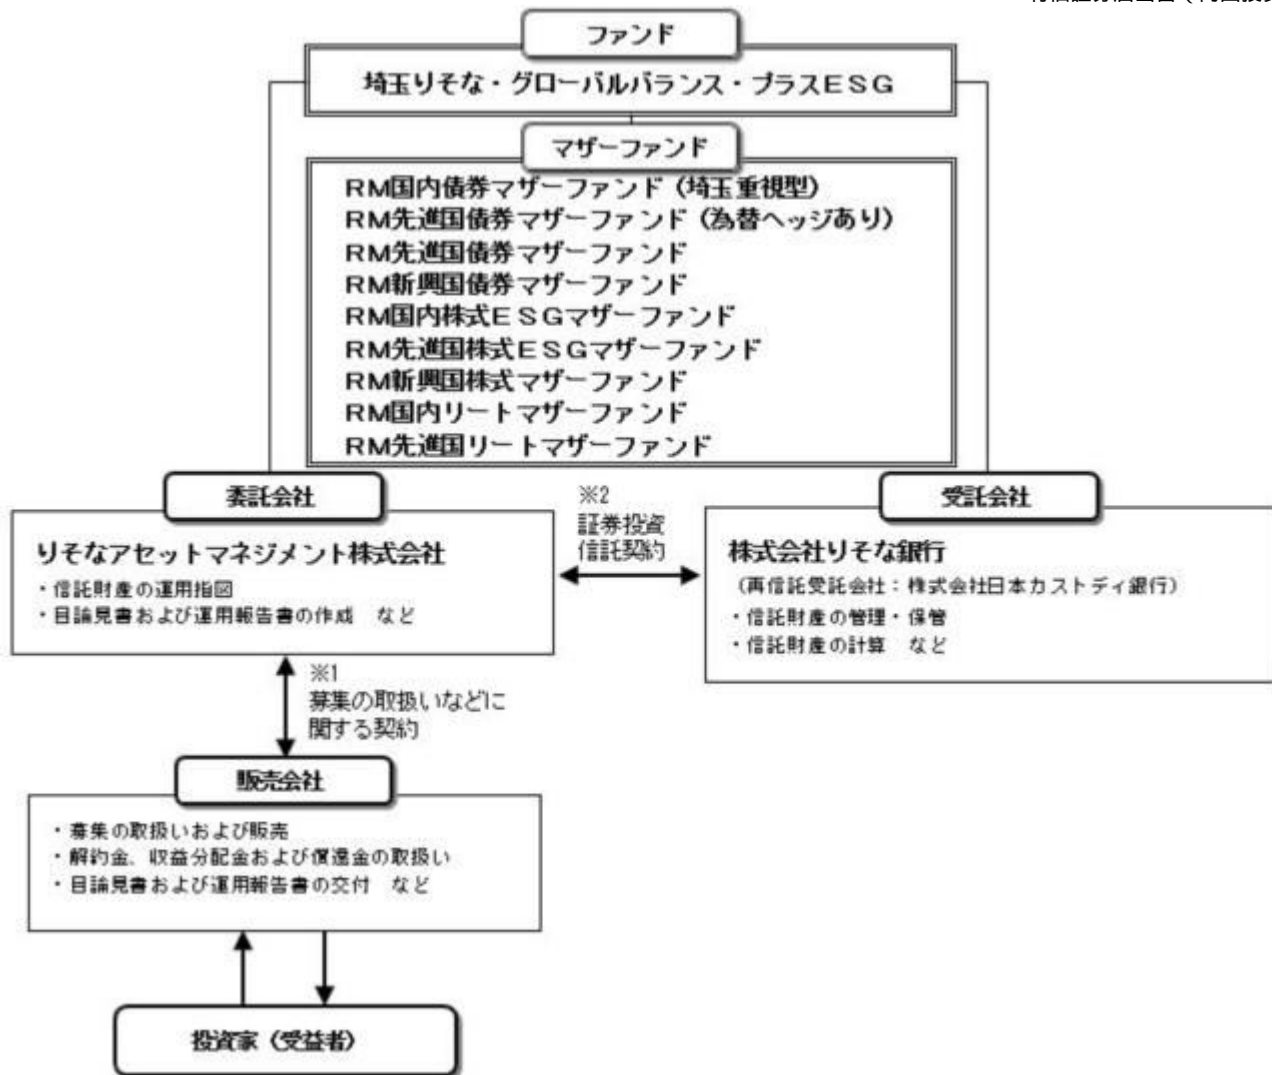 ファンド
埼玉りそな・グローバルバランス・プラスESG
マザーファンド
RM国内債券マザーファンド（埼玉重視型）
RM先進国債券マザーファンド（為替ヘッジあり）
RM先進国債券マザーファンド
RM新興国債券マザーファンド
RM国内株式ESGマザーファンド
RM先進国株式ESGマザーファンド
RM新興国株式マザーファンド
RM国内リートマザーファンド
RM先進国リートマザーファンド
委託会社
りそなアセットマネジメント株式会社
・信託財産の運用指図
・目論見書および運用報告書の作成　など
※2
証券投資
信託契約
受託会社
株式会社りそな銀行
（再信託受託会社：株式会社日本カストディ銀行）
・信託財産の管理・保管
・信託財産の計算　など
※1
募集の取扱いなどに
関する契約
販売会社
・募集の取扱いおよび販売
・解約金、収益分配金および償還金の取扱い
・目論見書および運用報告書の交付　など
投資家（受益者）